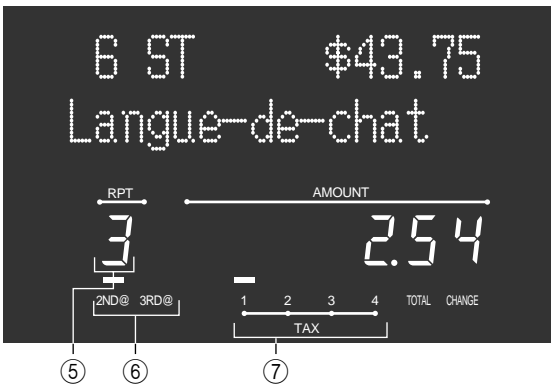 6 ST $43.75
Langue-de-chat
RPT AMOUNT
3 2.54
2ND@ 3RD@ 1 2 3 4 TOTAL CHANGE
TAX
⑤ ⑥ ⑦